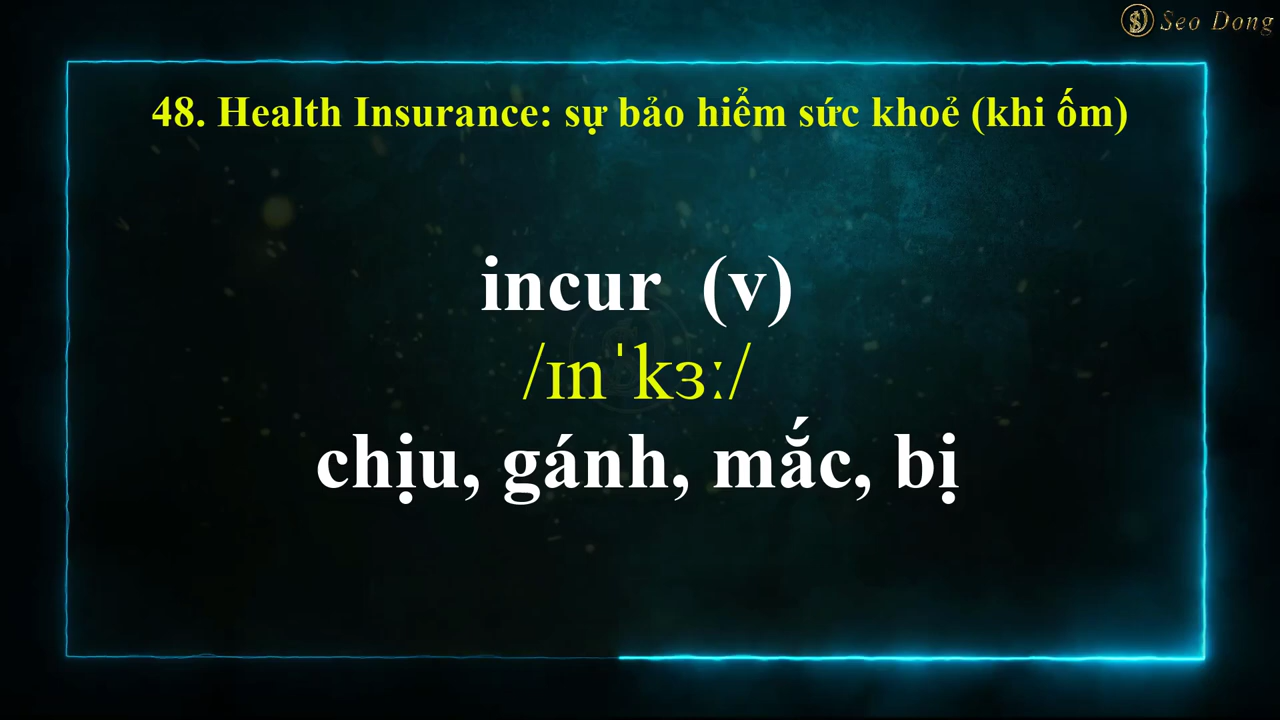 Seo Dong
48. Health Insurance: sự bảo hiểm sức khoẻ (khi ốm)
incur (v)
/ɪnˈkɜː/
chịu, gánh, mắc, bị